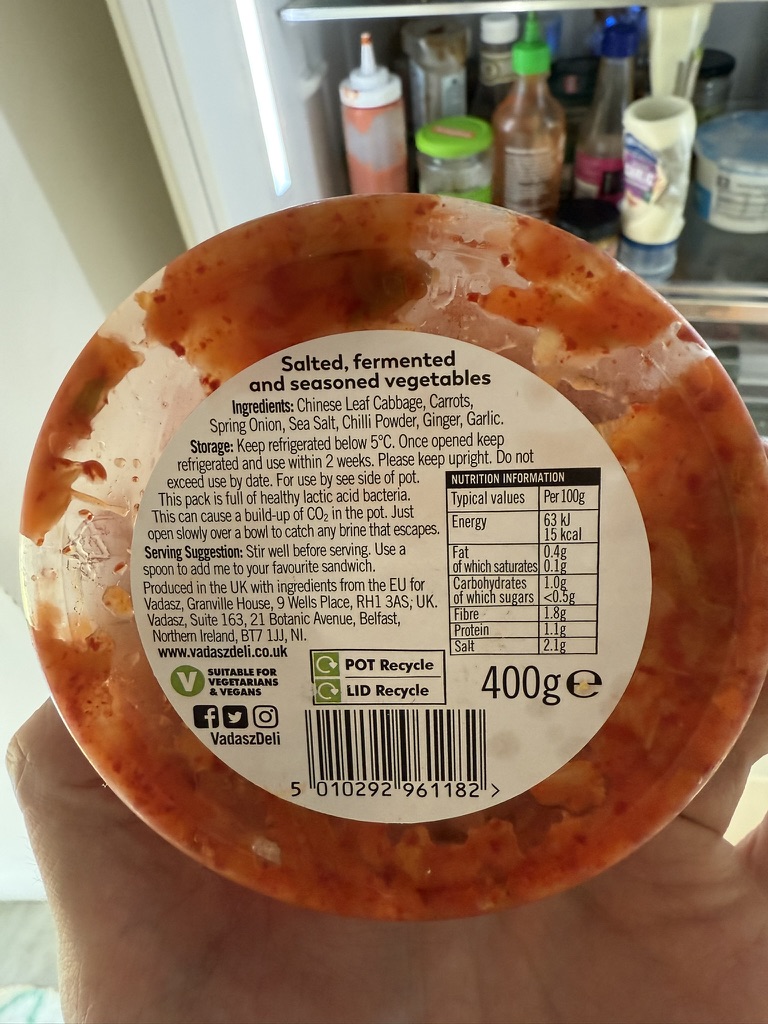 Salted, fermented
and seasoned vegetables
Ingredients: Chinese Leaf Cabbage, Carrots,
Spring Onion, Sea Salt, Chilli Powder, Ginger, Garlic.
Storage: Keep refrigerated below 5°C. Once opened keep
refrigerated and use within 2 weeks. Please keep upright. Do not
exceed use by date. For use by see side of pot.
This pack is full of healthy lactic acid bacteria.
This can cause a build-up of CO₂ in the pot. Just
open slowly over a bowl to catch any brine that escapes.
Serving Suggestion: Stir well before serving. Use a
spoon to add me to your favourite sandwich.
Produced in the UK with ingredients from the EU for
Vadasz, Granville House, 9 Wells Place, RH1 3AS, UK.
Vadasz, Suite 163, 21 Botanic Avenue, Belfast,
Northern Ireland, BT7 1JJ, NI.
www.vadaszdeli.co.uk
NUTRITION INFORMATION
Typical values Per 100g
Energy 63 kJ
15 kcal
Fat 0.4g
of which saturates 0.1g
Carbohydrates 1.0g
of which sugars <0.5g
Fibre 1.8g
Protein 1.1g
Salt 2.1g
V SUITABLE FOR
VEGETARIANS
& VEGANS
VadaszDeli
POT Recycle
LID Recycle
400g e
5 010292 961182 >